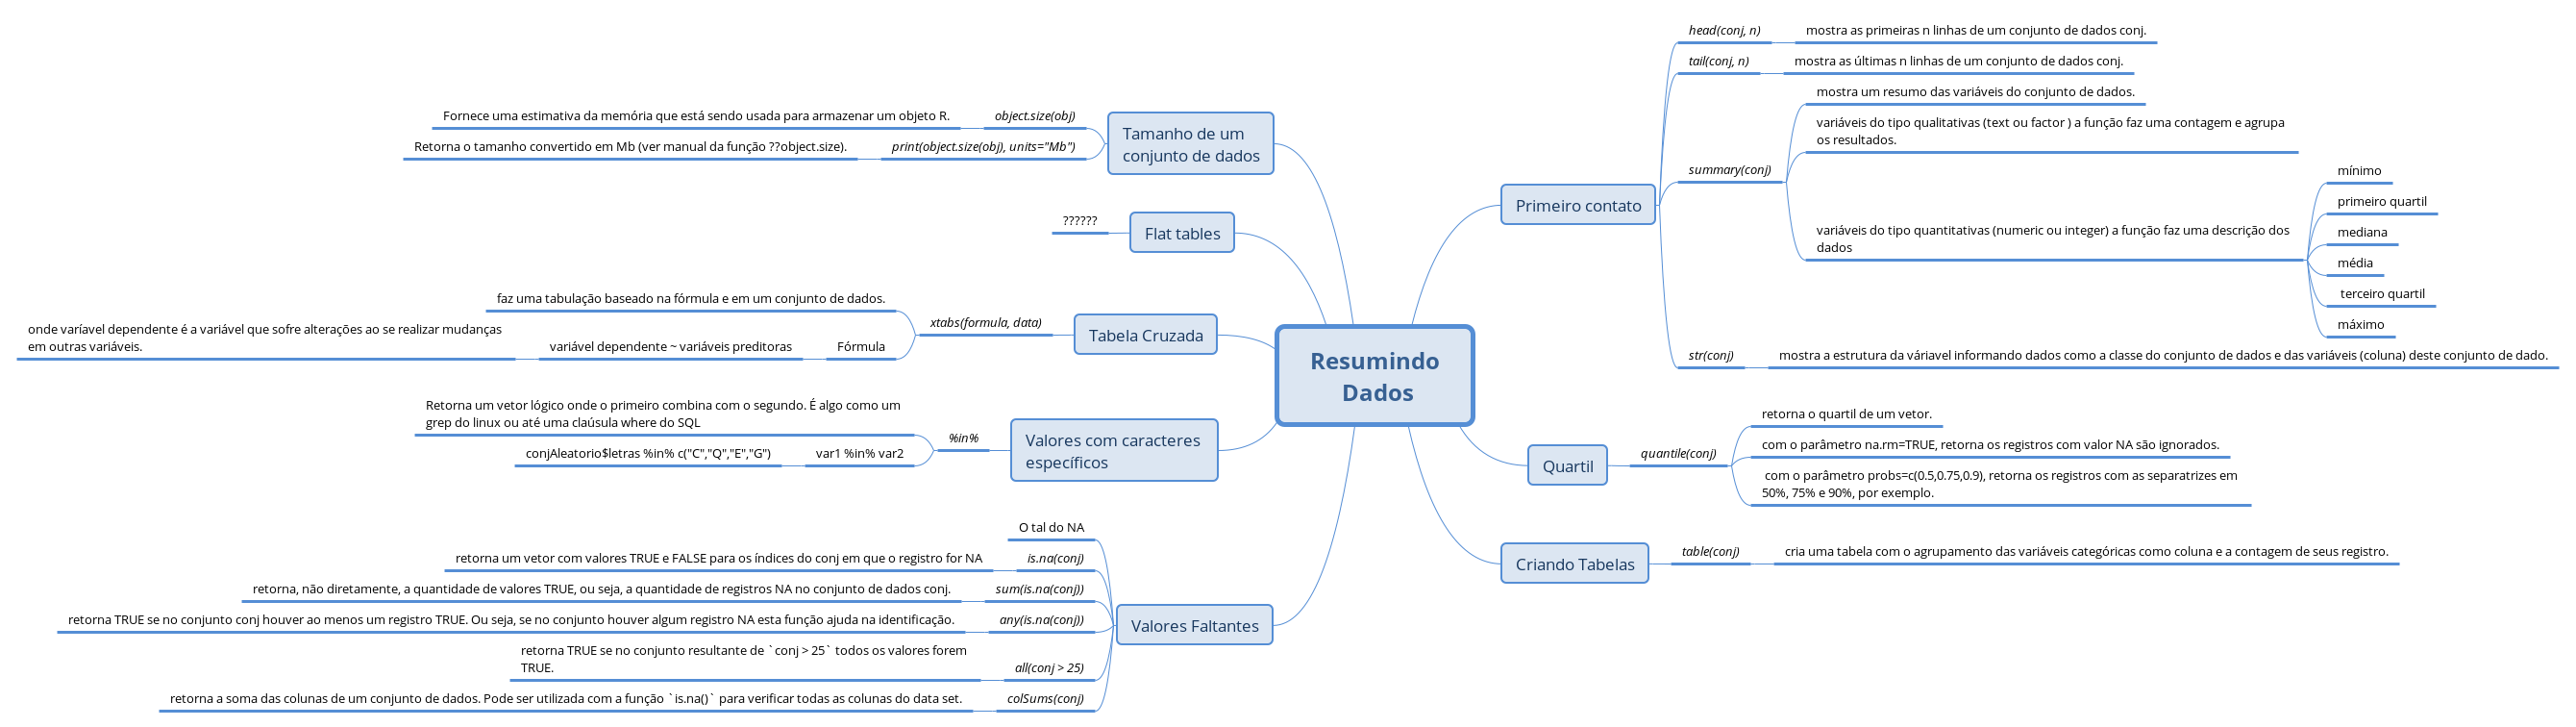 Resumindo
Dados
Primeiro contato
head(conj, n)
mostra as primeiras n linhas de um conjunto de dados conj.
tail(conj, n)
mostra as últimas n linhas de um conjunto de dados conj.
summary(conj)
mostra um resumo das variáveis do conjunto de dados.
variáveis do tipo qualitativas (text ou factor ) a função faz uma contagem e agrupa
os resultados.
variáveis do tipo quantitativas (numeric ou integer) a função faz uma descrição dos
dados
mínimo
primeiro quartil
mediana
média
terceiro quartil
máximo
str(conj)
mostra a estrutura da váriavel informando dados como a classe do conjunto de dados e das variáveis (coluna) deste conjunto de dado.
Quartil
quantile(conj)
retorna o quartil de um vetor.
com o parâmetro na.rm=TRUE, retorna os registros com valor NA são ignorados.
com o parâmetro probs=c(0.5,0.75,0.9), retorna os registros com as separatrizes em
50%, 75% e 90%, por exemplo.
Criando Tabelas
table(conj)
cria uma tabela com o agrupamento das variáveis categóricas como coluna e a contagem de seus registro.
Tamanho de um
conjunto de dados
object.size(obj)
Fornece uma estimativa da memória que está sendo usada para armazenar um objeto R.
print(object.size(obj), units="Mb")
Retorna o tamanho convertido em Mb (ver manual da função ??object.size).
Flat tables
??????
Tabela Cruzada
xtabs(formula, data)
faz uma tabulação baseado na fórmula e em um conjunto de dados.
Fórmula
variável dependente ~ variáveis preditoras
onde varíavel dependente é a variável que sofre alterações ao se realizar mudanças
em outras variáveis.
Valores com caracteres
específicos
%in%
Retorna um vetor lógico onde o primeiro combina com o segundo. É algo como um
grep do linux ou até uma claúsula where do SQL
var1 %in% var2
conjAleatorio$letras %in% c("C","Q","E","G")
Valores Faltantes
O tal do NA
is.na(conj)
retorna um vetor com valores TRUE e FALSE para os índices do conj em que o registro for NA
sum(is.na(conj))
retorna, não diretamente, a quantidade de valores TRUE, ou seja, a quantidade de registros NA no conjunto de dados conj.
any(is.na(conj))
retorna TRUE se no conjunto conj houver ao menos um registro TRUE. Ou seja, se no conjunto houver algum registro NA esta função ajuda na identificação.
all(conj > 25)
retorna TRUE se no conjunto resultante de `conj > 25` todos os valores forem
TRUE.
colSums(conj)
retorna a soma das colunas de um conjunto de dados. Pode ser utilizada com a função `is.na()` para verificar todas as colunas do data set.